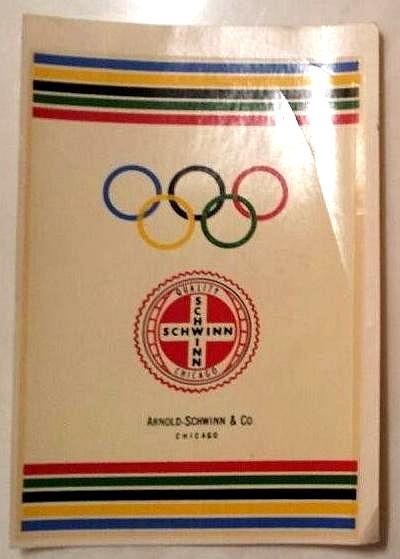 QUALITY
SCHWINN
SCHWINN
CHICAGO
ARNOLD-SCHWINN & CO
CHICAGO